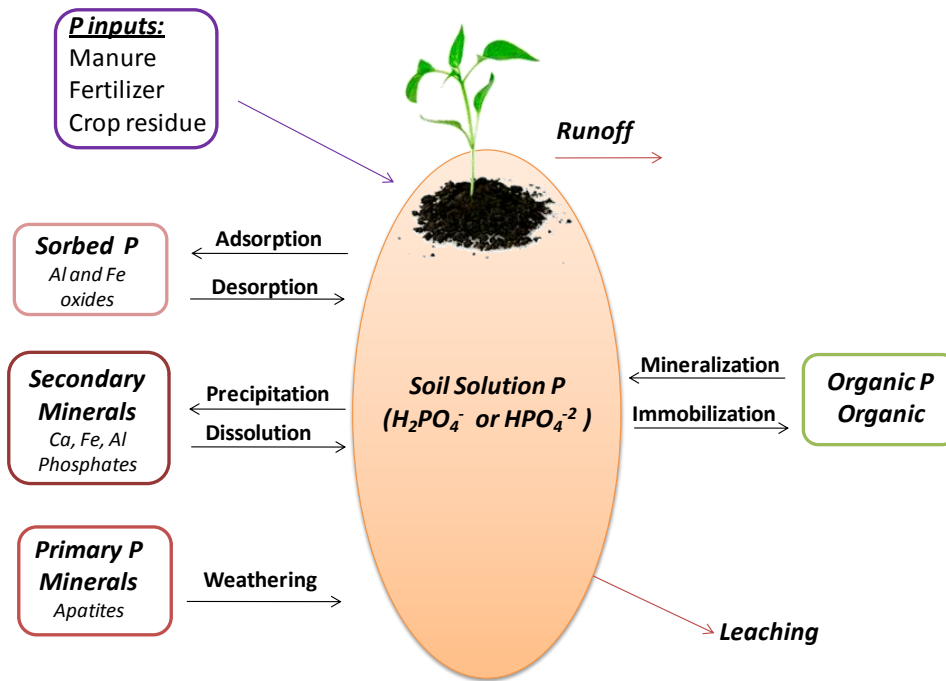 P inputs:
Manure
Fertilizer
Crop residue
Runoff
Sorbed P
Al and Fe
oxides
Adsorption
Desorption
Secondary
Minerals
Ca, Fe, Al
Phosphates
Precipitation
Dissolution
Soil Solution P
(H₂PO₄⁻ or HPO₄⁻² )
Mineralization
Immobilization
Organic P
Organic
Primary P
Minerals
Apatites
Weathering
Leaching